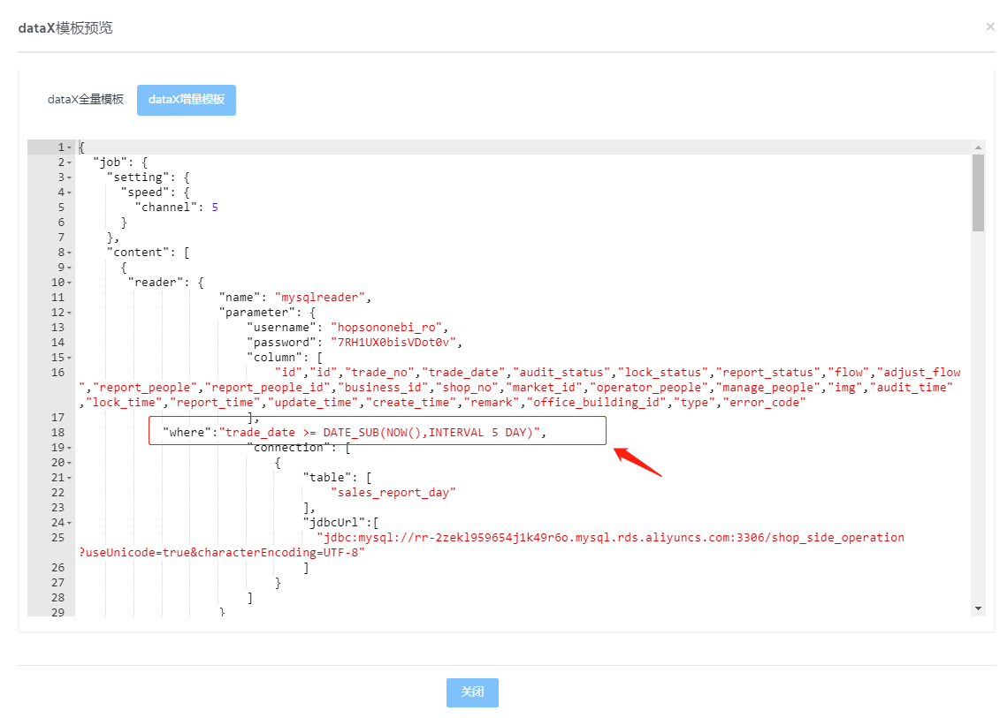 dataX模板预览
×
dataX全量模板 dataX增量模板
1 {
2 "job": {
3 "setting": {
4 "speed": {
5 "channel": 5
6 }
7 },
8 "content": [
9 {
10 "reader": {
11 "name": "mysqlreader",
12 "parameter": {
13 "username": "hopsononebi_ro",
14 "password": "7RH1UX0bisVDot0v",
15 "column": [
16 "id","id","trade_no","trade_date","audit_status","lock_status","report_status","flow","adjust_flow
","report_people","report_people_id","business_id","shop_no","market_id","operator_people","manage_people","img","audit_time"
,"lock_time","report_time","update_time","create_time","remark","office_building_id","type","error_code"
17 ],
18 "where":"trade_date >= DATE_SUB(NOW(),INTERVAL 5 DAY)",
19 "connection": [
20 {
21 "table": [
22 "sales_report_day"
23 ],
24 "jdbcUrl":[
25 "jdbc:mysql://rr-2zekl959654j1k49r6o.mysql.rds.aliyuncs.com:3306/shop_side_operation
?useUnicode=true&characterEncoding=UTF-8"
26 ]
27 }
28 ]
29 }
关闭